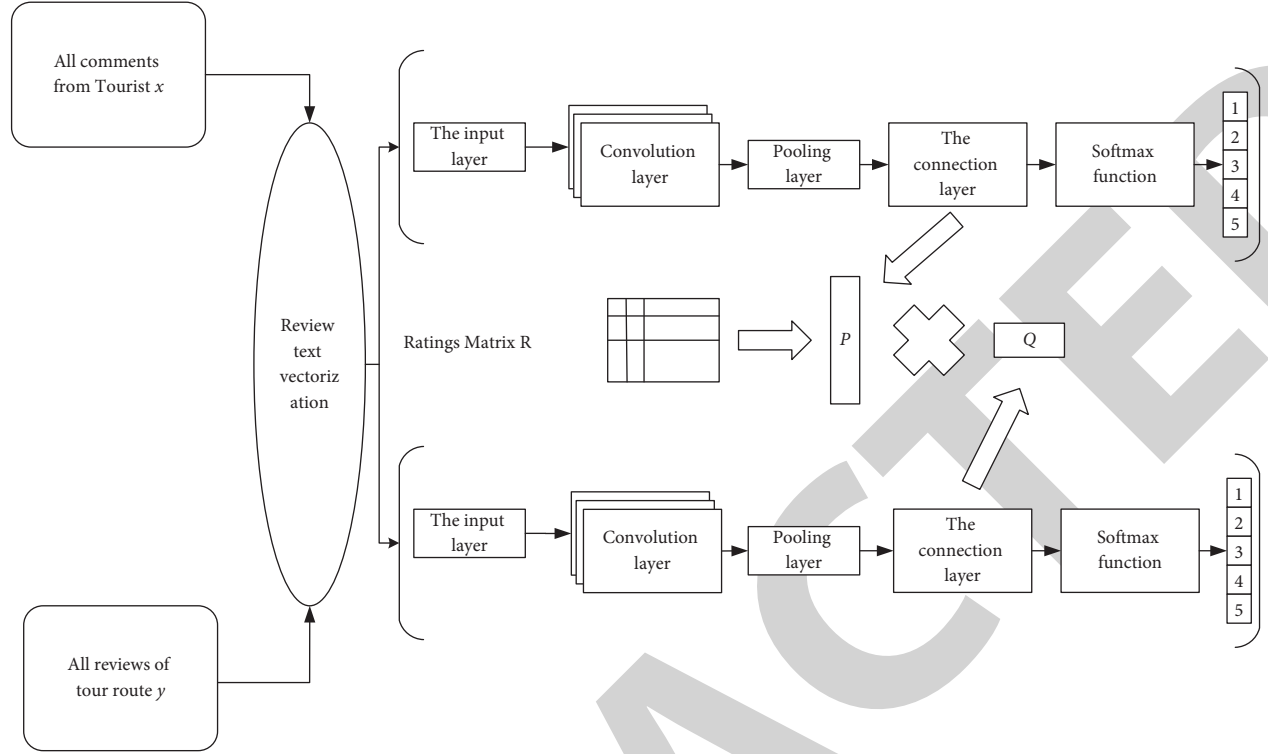 All comments
from Tourist x
Review
text
vectoriz
ation
All reviews of
tour route y
The input
layer
Convolution
layer
Pooling
layer
The
connection
layer
Softmax
function
1
2
3
4
5
Ratings Matrix R
P
Q
The input
layer
Convolution
layer
Pooling
layer
The
connection
layer
Softmax
function
1
2
3
4
5
ACTED